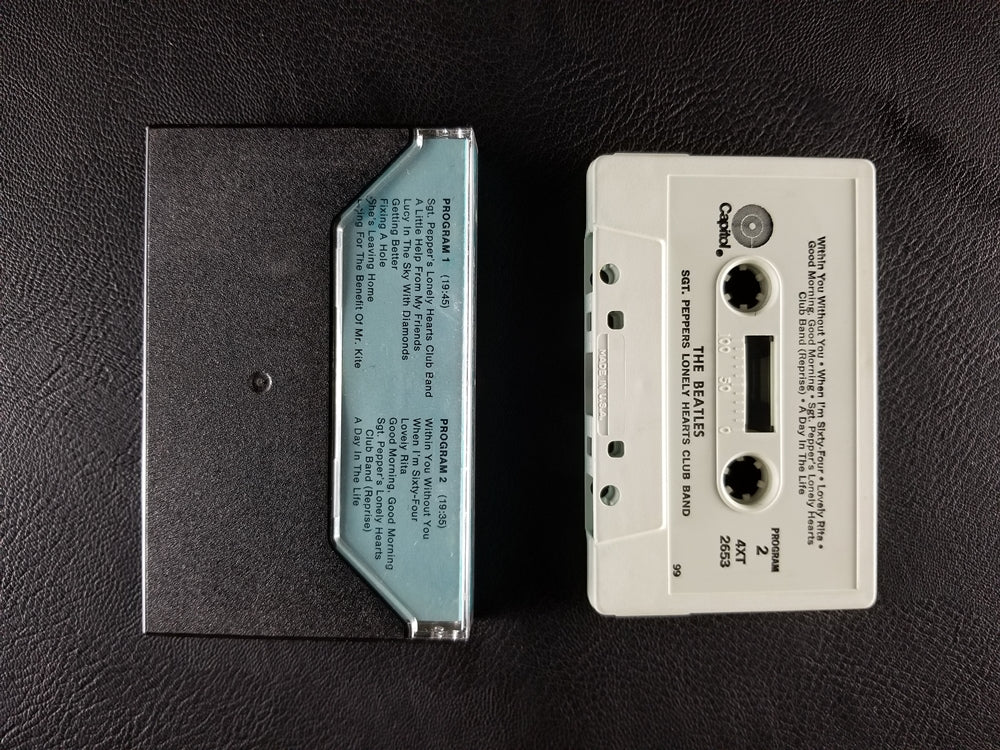 PROGRAM 1 (19:45)
Sgt. Pepper's Lonely Hearts Club Band
A Little Help From My Friends
Lucy In The Sky With Diamonds
Getting Better
Fixing A Hole
She's Leaving Home
For The Benefit Of Mr. Kite
PROGRAM 2 (19:35)
Within You Without You
When I'm Sixty-Four
Lovely Rita
Good Morning, Good Morning
Sgt. Pepper's Lonely Hearts
Club Band (Reprise)
A Day In The Life
Within You Without You • When I'm Sixty-Four • Lovely Rita •
Good Morning, Good Morning • Sgt. Pepper's Lonely Hearts
Club Band (Reprise) • A Day In The Life
Capitol
PROGRAM
2
4XT
2653
100 50 0
THE BEATLES
SGT. PEPPERS LONELY HEARTS CLUB BAND
99
MADE IN U.S.A.